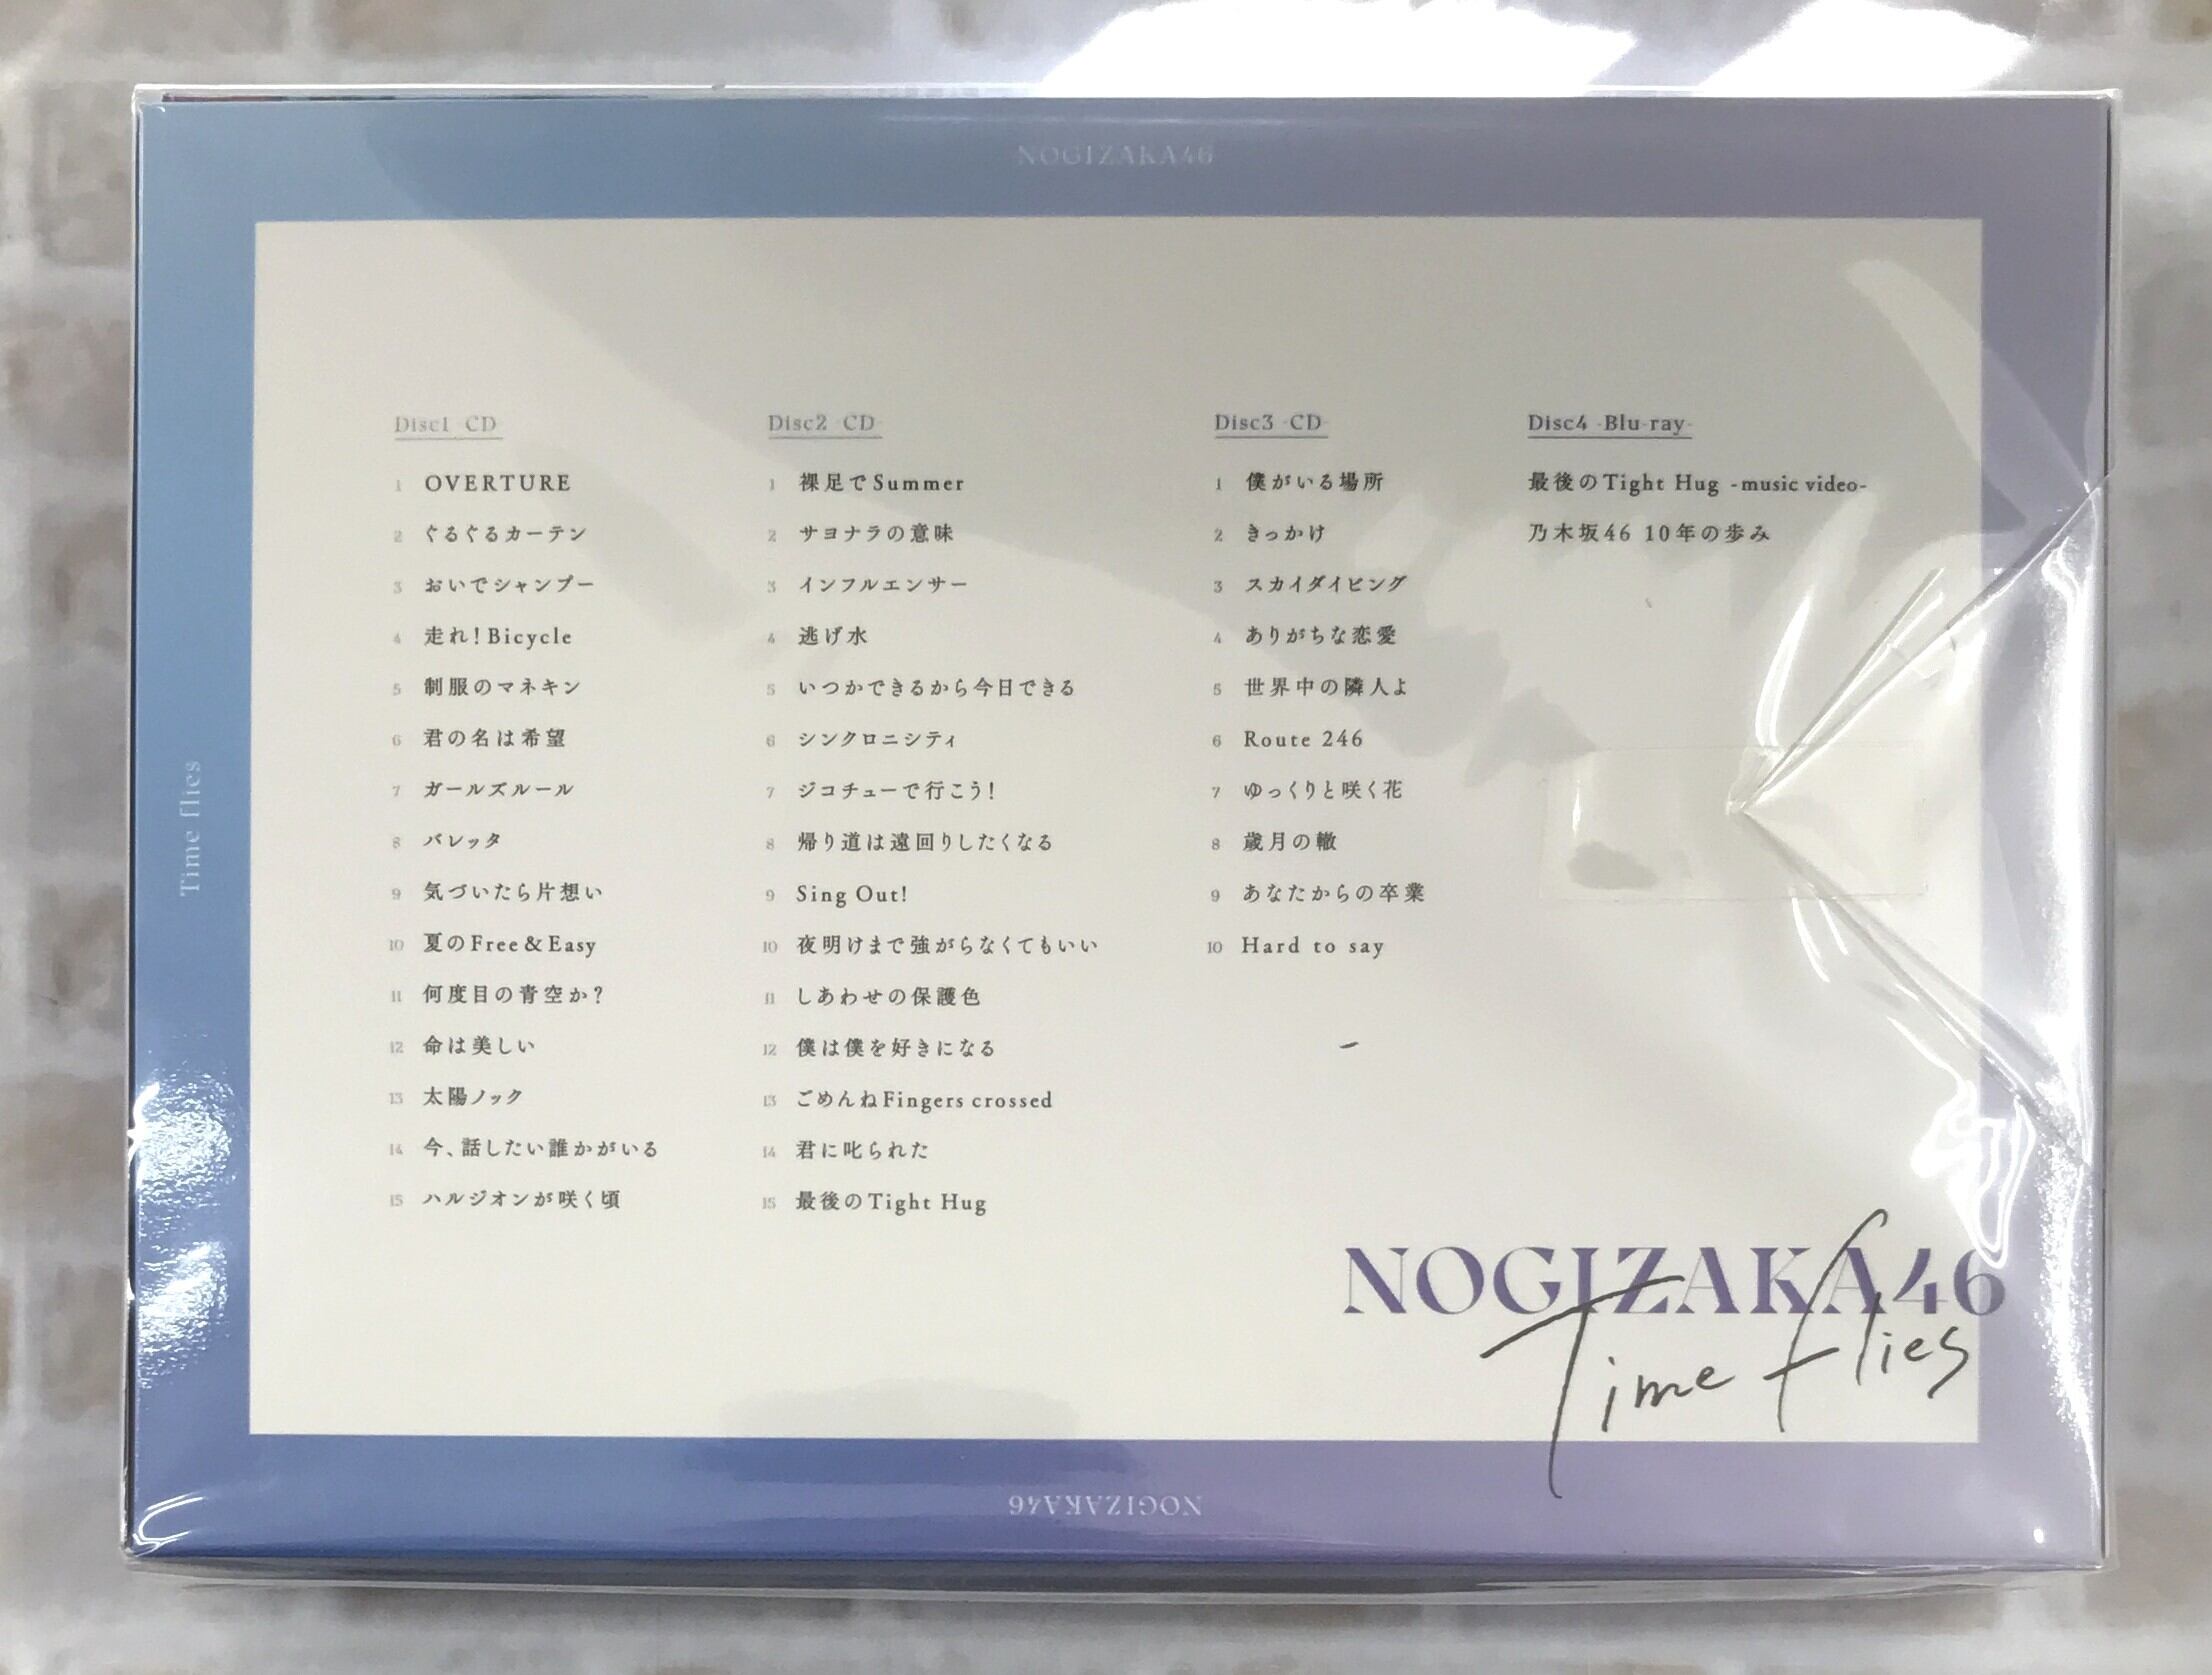 NOGIZAKA46
Time flies
Disc1 -CD-
1 OVERTURE
2 ぐるぐるカーテン
3 おいでシャンプー
4 走れ!Bicycle
5 制服のマネキン
6 君の名は希望
7 ガールズルール
8 バレッタ
9 気づいたら片想い
10 夏のFree&Easy
11 何度目の青空か?
12 命は美しい
13 太陽ノック
14 今、話したい誰かがいる
15 ハルジオンが咲く頃
Disc2 -CD-
1 裸足でSummer
2 サヨナラの意味
3 インフルエンサー
4 逃げ水
5 いつかできるから今日できる
6 シンクロニシティ
7 ジコチューで行こう!
8 帰り道は遠回りしたくなる
9 Sing Out!
10 夜明けまで強がらなくてもいい
11 しあわせの保護色
12 僕は僕を好きになる
13 ごめんねFingers crossed
14 君に叱られた
15 最後のTight Hug
Disc3 -CD-
1 僕がいる場所
2 きっかけ
3 スカイダイビング
4 ありがちな恋愛
5 世界中の隣人よ
6 Route 246
7 ゆっくりと咲く花
8 歳月の轍
9 あなたからの卒業
10 Hard to say
Disc4 -Blu-ray-
最後のTight Hug -music video-
乃木坂46 10年の歩み
NOGIZAKA46
Time flies
NOGIZAKA46